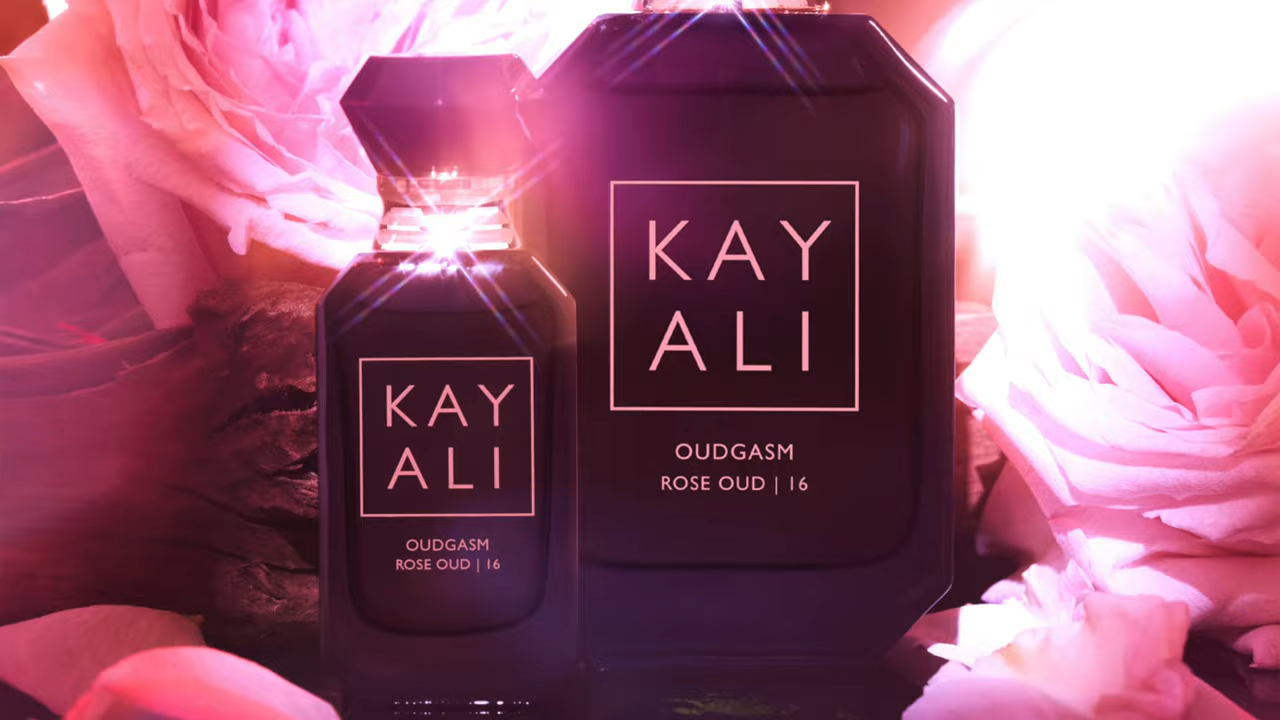 KAY
ALI
OUDGASM
ROSE OUD | 16
KAY
ALI
OUDGASM
ROSE OUD | 16